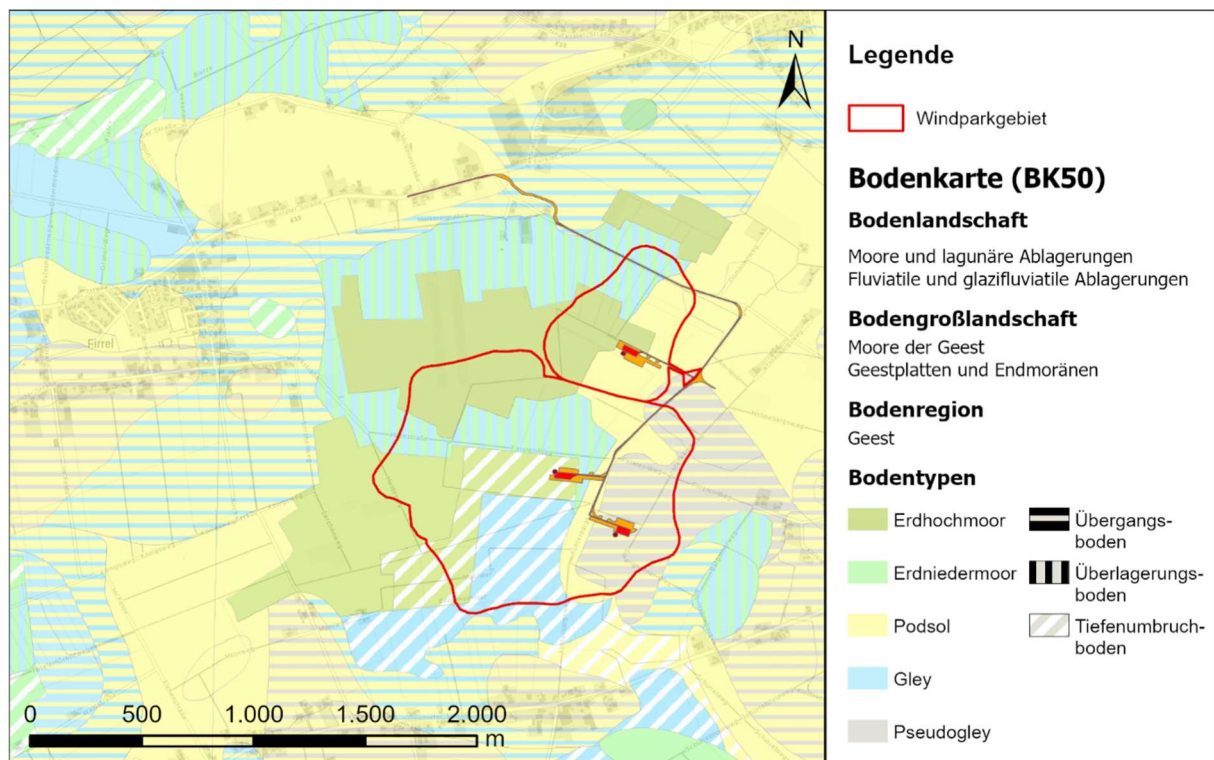 N
Firrel
0 500 1.000 1.500 2.000
m
Legende
Windparkgebiet
Bodenkarte (BK50)
Bodenlandschaft
Moore und lagunäre Ablagerungen
Fluviatile und glazifluviatile Ablagerungen
Bodengroßlandschaft
Moore der Geest
Geestplatten und Endmoränen
Bodenregion
Geest
Bodentypen
Erdhochmoor
Übergangs-
boden
Erdniedermoor
Überlagerungs-
boden
Podsol
Tiefenumbruch-
boden
Gley
Pseudogley